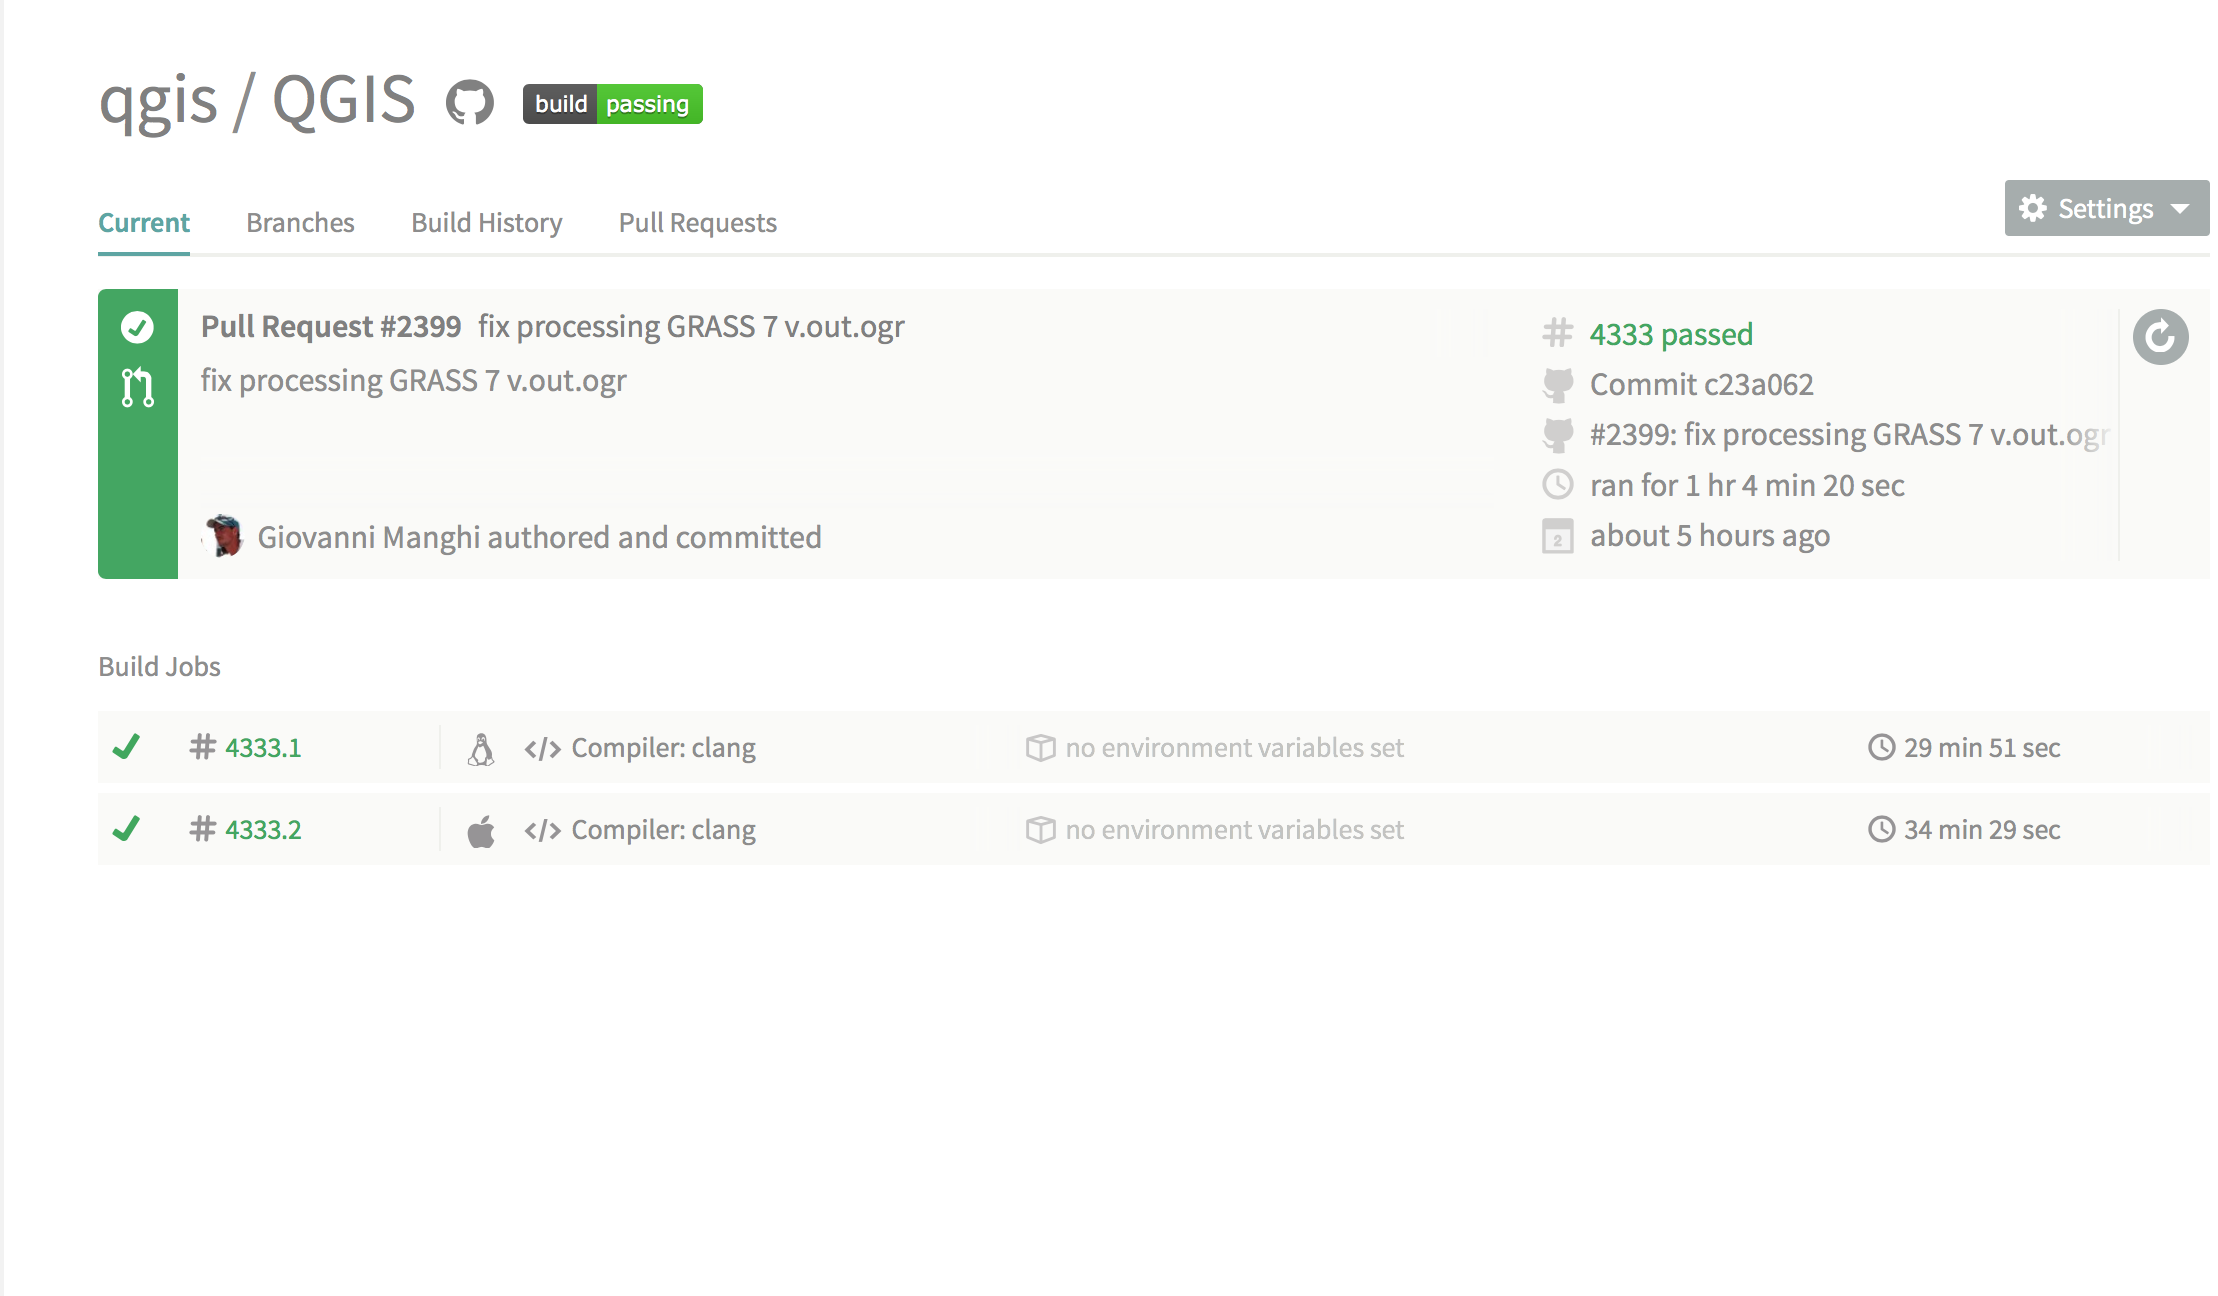 qgis / QGIS build passing
Current Branches Build History Pull Requests Settings
Pull Request #2399 fix processing GRASS 7 v.out.ogr
fix processing GRASS 7 v.out.ogr
Giovanni Manghi authored and committed
4333 passed
Commit c23a062
#2399: fix processing GRASS 7 v.out.ogr
ran for 1 hr 4 min 20 sec
2 about 5 hours ago
Build Jobs
# 4333.1 </> Compiler: clang no environment variables set 29 min 51 sec
# 4333.2 </> Compiler: clang no environment variables set 34 min 29 sec